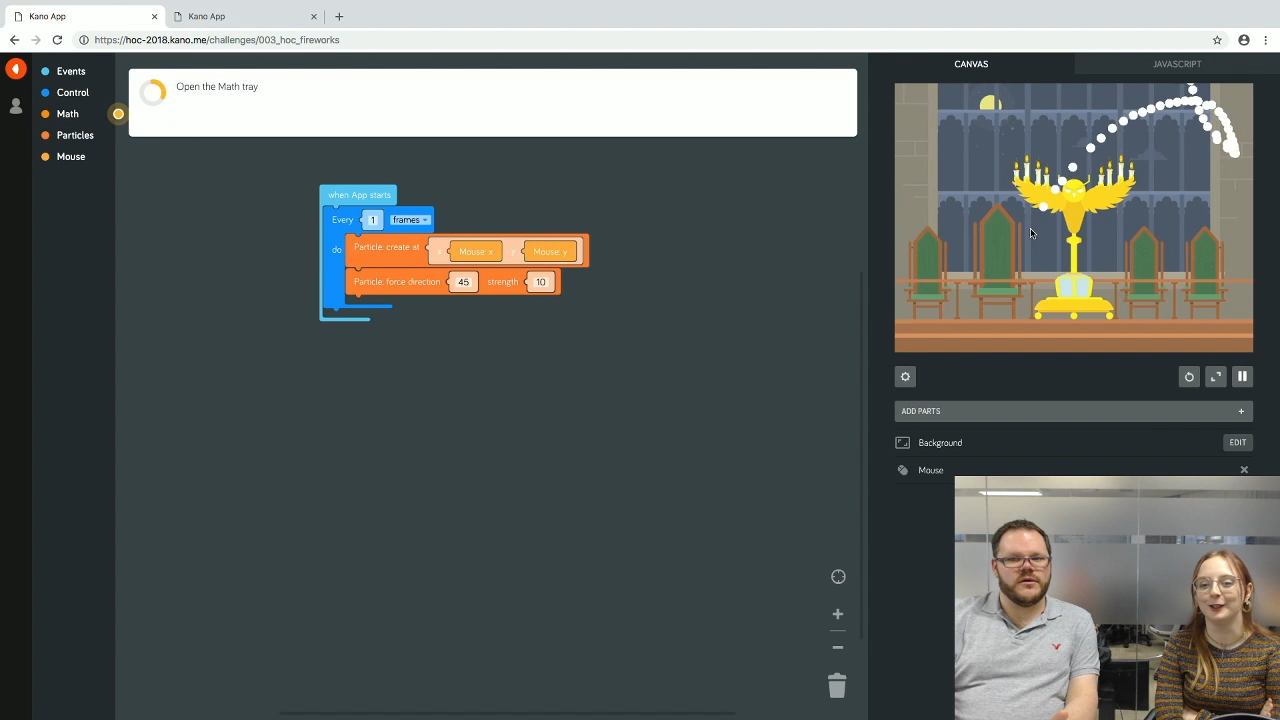 Kano App
Kano App
https://hoc-2018.kano.me/challenges/003_hoc_fireworks
Events
Control
Math
Particles
Mouse
Open the Math tray
when App starts
Every 1 frames
do
Particle: create at x Mouse x y Mouse y
Particle: force direction 45 strength 10
CANVAS
JAVASCRIPT
ADD PARTS
Background
EDIT
Mouse